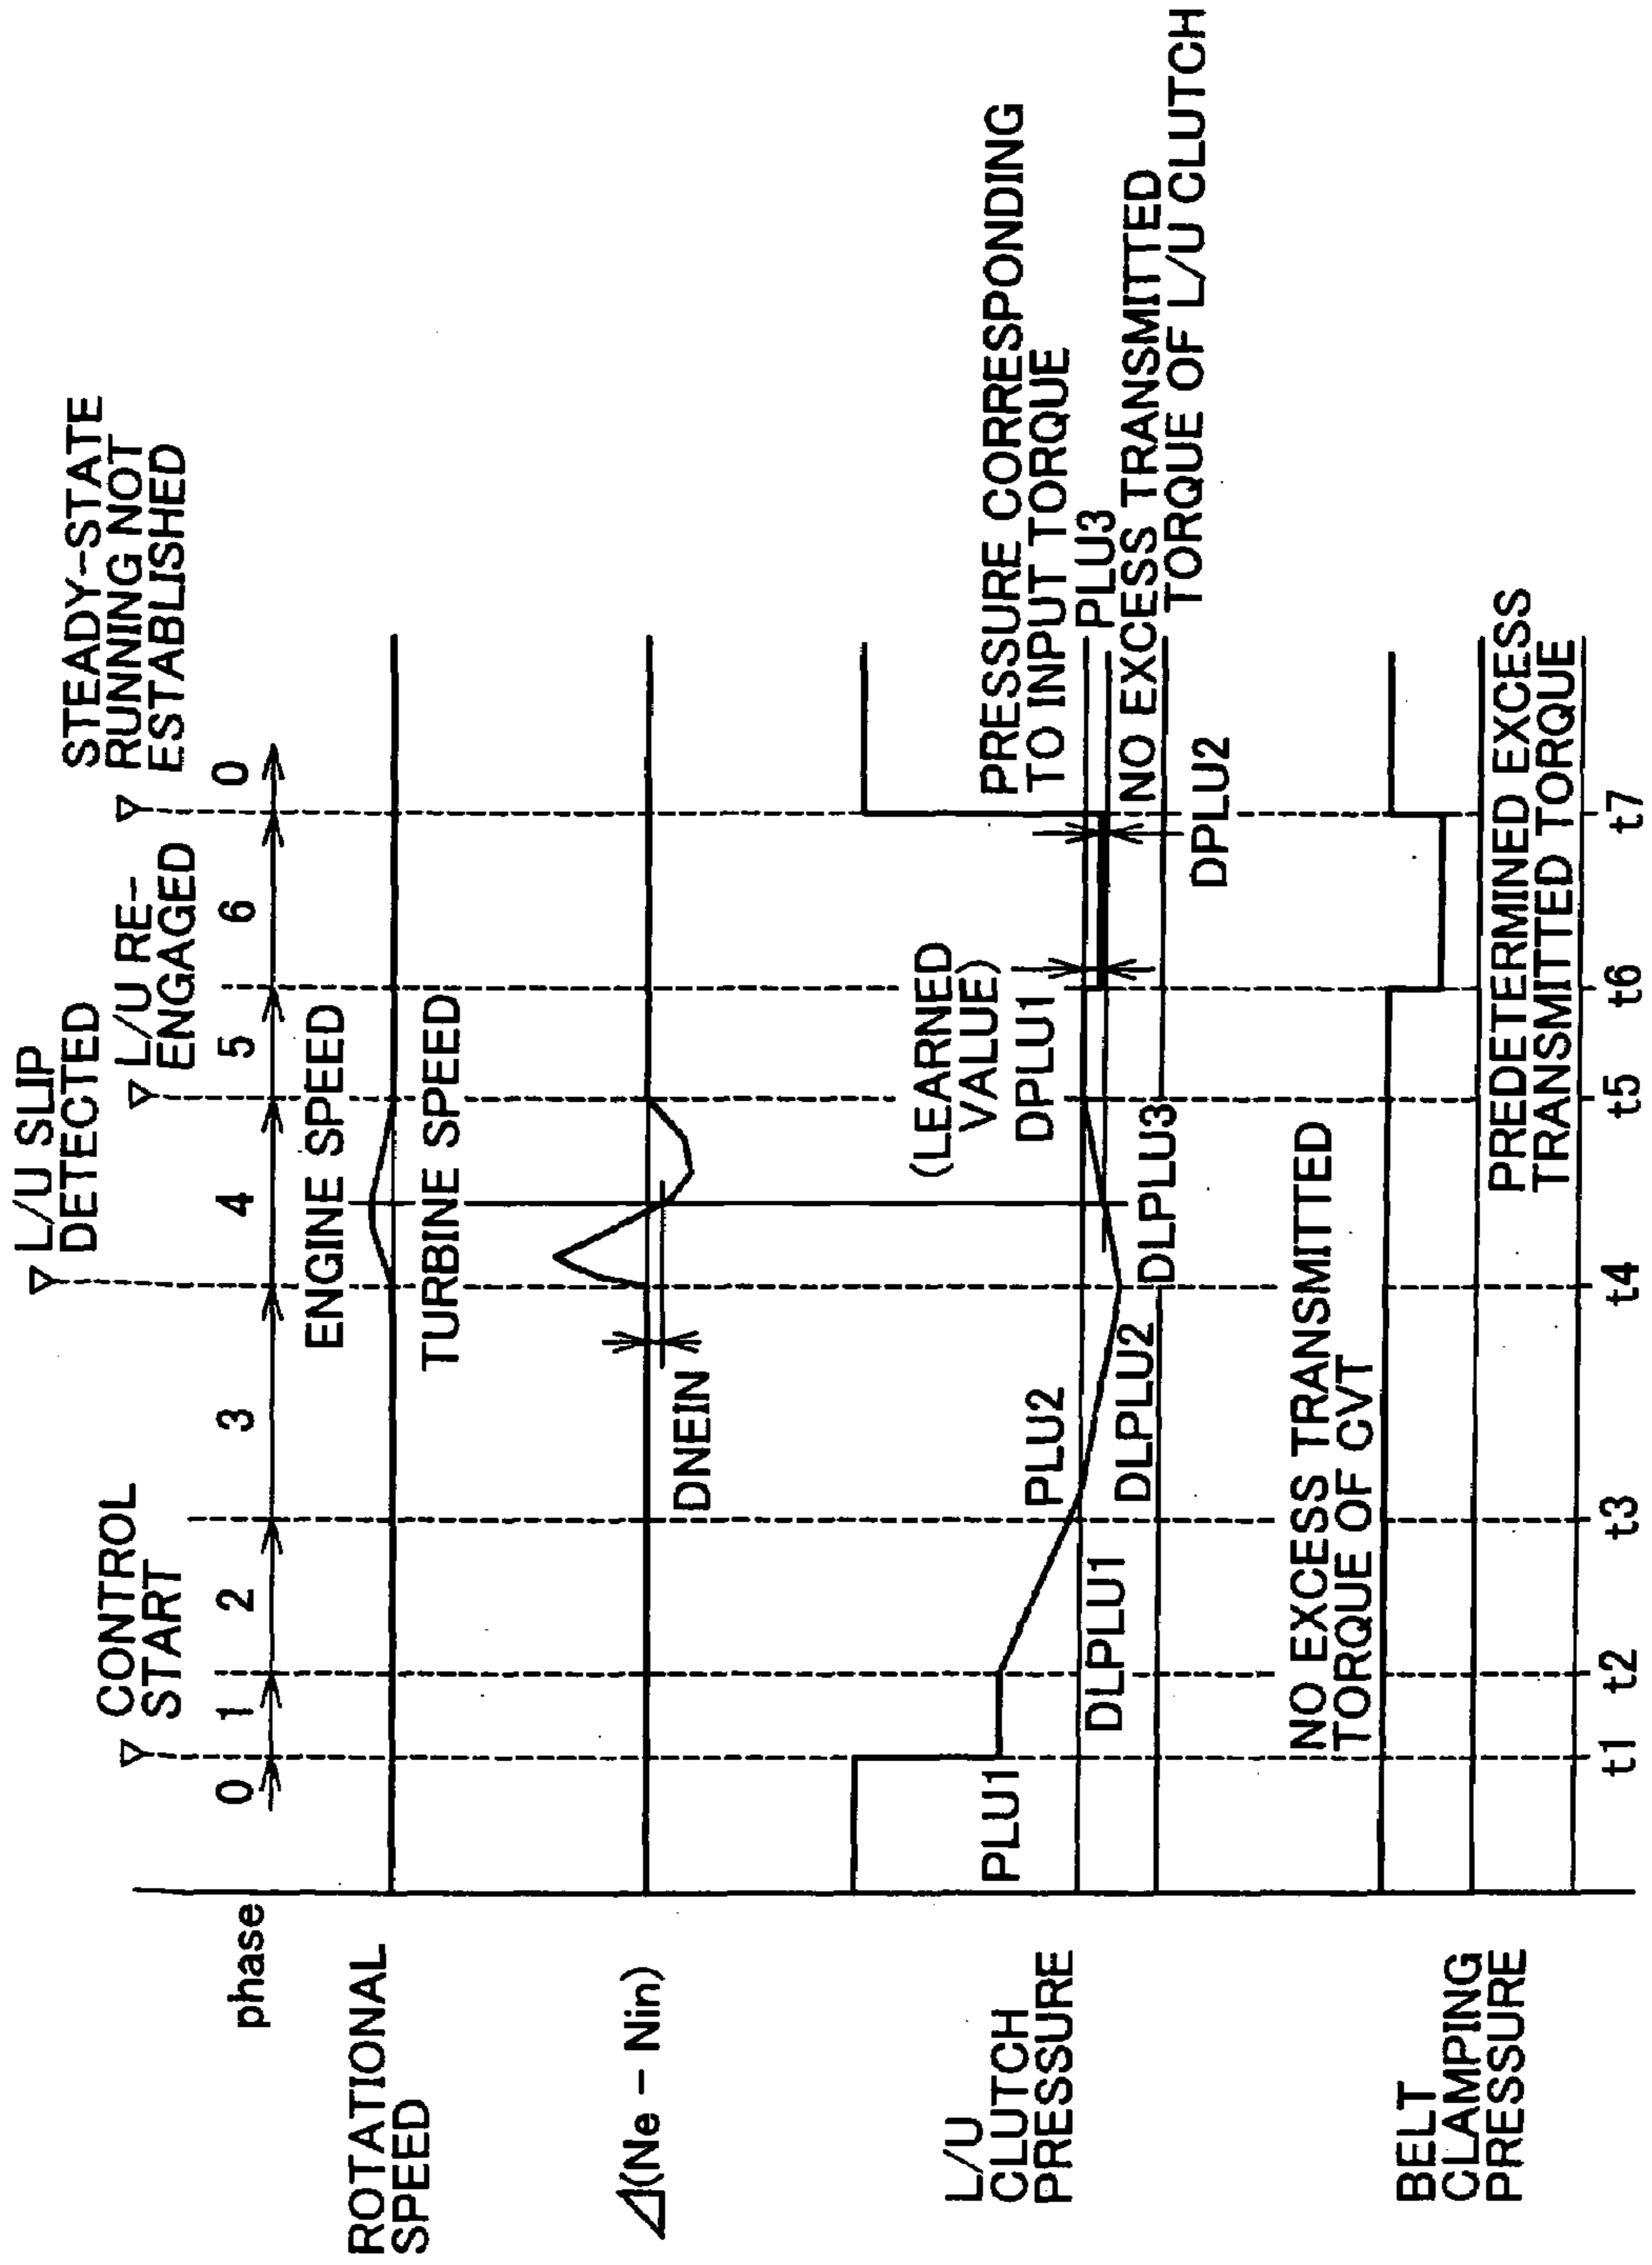 CONTROL
START
L/U SLIP
DETECTED
L/U RE-
ENGAGED
STEADY-STATE
RUNNING NOT
ESTABLISHED
phase
0
1
2
3
4
5
6
0
ROTATIONAL
SPEED
ENGINE SPEED
TURBINE SPEED
⊿(Ne – Nin)
DNEIN
L/U
CLUTCH
PRESSURE
PLU1
DLPLU1
PLU2
DLPLU2
DLPLU3
(LEARNED
VALUE)
DPLU1
DPLU2
PRESSURE CORRESPONDING
TO INPUT TORQUE
PLU3
NO EXCESS TRANSMITTED
TORQUE OF L/U CLUTCH
BELT
CLAMPING
PRESSURE
NO EXCESS TRANSMITTED
TORQUE OF CVT
PREDETERMINED EXCESS
TRANSMITTED TORQUE
t1
t2
t3
t4
t5
t6
t7